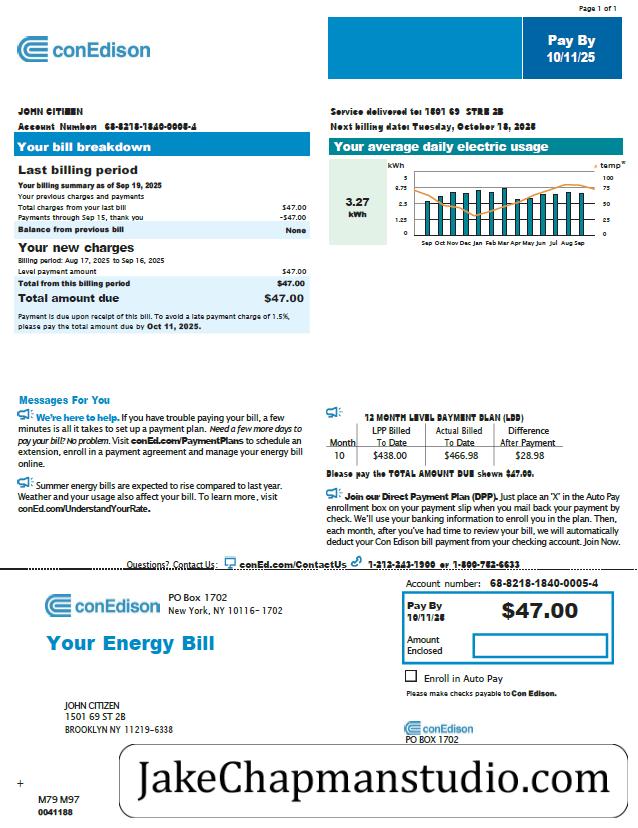 Page 1 of 1
conEdison
Pay By
10/11/25
JOHN CITIZEN
Account Number: 68-8218-1840-0005-4
Service delivered to: 1501 69 STRE 2B
Next billing date: Tuesday, October 18, 2025
Your bill breakdown
Last billing period
Your billing summary as of Sep 19, 2025
Your previous charges and payments
Total charges from your last bill $47.00
Payments through Sep 15, thank you -$47.00
Balance from previous bill None
Your new charges
Billing period: Aug 17, 2025 to Sep 16, 2025
Level payment amount $47.00
Total from this billing period $47.00
Total amount due $47.00
Payment is due upon receipt of this bill. To avoid a late payment charge of 1.5%,
please pay the total amount due by Oct 11, 2025.
Your average daily electric usage
3.27
kWh
kWh temp°
5 100
6.75 75
2.5 50
1.25 25
0 0
Sep Oct Nov Dec Jan Feb Mar Apr May Jun Jul Aug Sep
Messages For You
We're here to help. If you have trouble paying your bill, a few
minutes is all it takes to set up a payment plan. Need a few more days to
pay your bill? No problem. Visit conEd.com/PaymentPlans to schedule an
extension, enroll in a payment agreement and manage your energy bill
online.
Summer energy bills are expected to rise compared to last year.
Weather and your usage also affect your bill. To learn more, visit
conEd.com/UnderstandYourRate.
12 MONTH LEVEL PAYMENT PLAN (LPP)
LPP Billed Actual Billed Difference
Month To Date To Date After Payment
10 $438.00 $466.98 $28.98
Please pay the TOTAL AMOUNT DUE shown $47.00.
Join our Direct Payment Plan (DPP). Just place an "X" in the Auto Pay
enrollment box on your payment slip when you mail back your payment by
check. We'll use your banking information to enroll you in the plan. Then,
each month, after you've had time to review your bill, we will automatically
deduct your Con Edison bill payment from your checking account. Join Now.
Questions? Contact Us: conEd.com/ContactUs 1-212-243-1900 or 1-800-752-6633
Account number: 68-8218-1840-0005-4
conEdison
PO Box 1702
New York, NY 10116-1702
Your Energy Bill
Pay By
10/11/25
$47.00
Amount
Enclosed
Enroll in Auto Pay
Please make checks payable to Con Edison.
JOHN CITIZEN
1501 69 ST 2B
BROOKLYN NY 11219-6338
conEdison
PO BOX 1702
JakeChapmanstudio.com
+
M79 M97
0041188